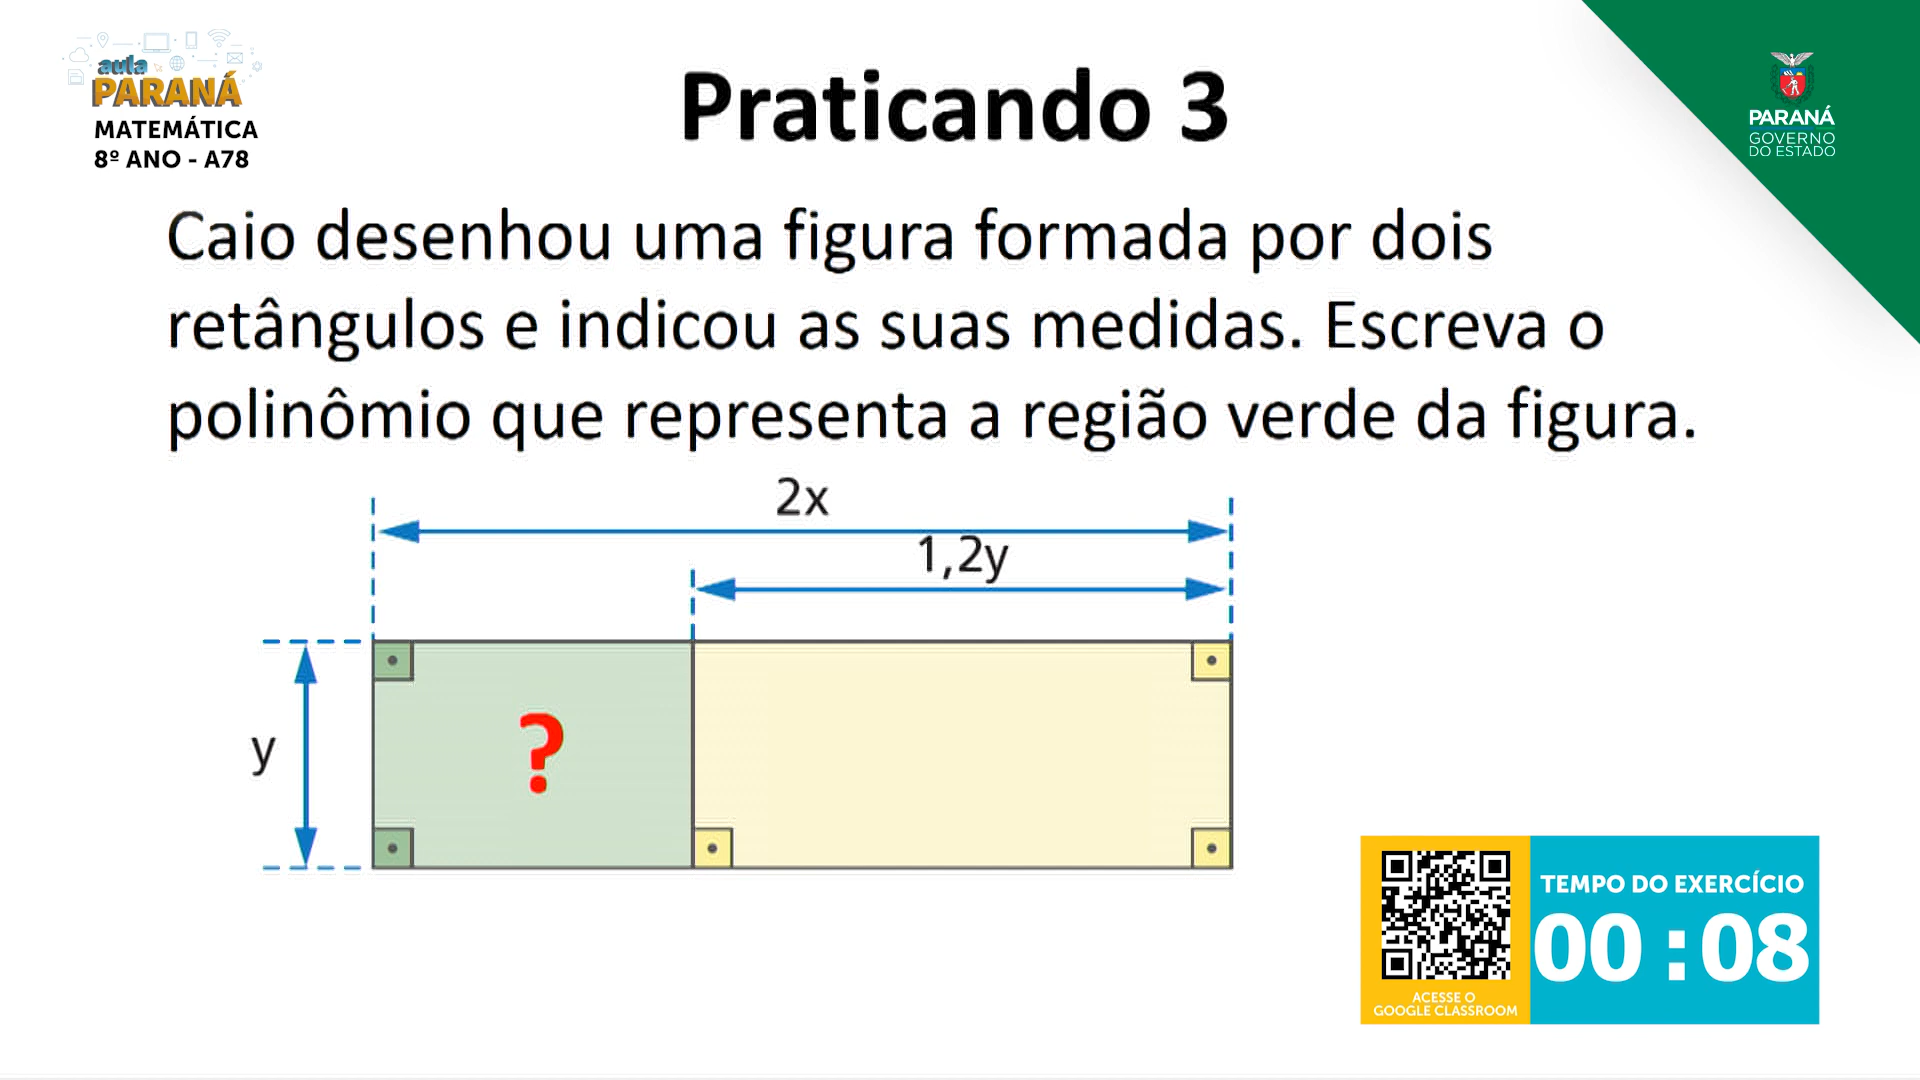 aula
PARANÁ
MATEMÁTICA
8º ANO - A78
Praticando 3
PARANÁ
GOVERNO
DO ESTADO
Caio desenhou uma figura formada por dois
retângulos e indicou as suas medidas. Escreva o
polinômio que representa a região verde da figura.
2x
1,2y
y
?
TEMPO DO EXERCÍCIO
00:08
ACESSE O
GOOGLE CLASSROOM